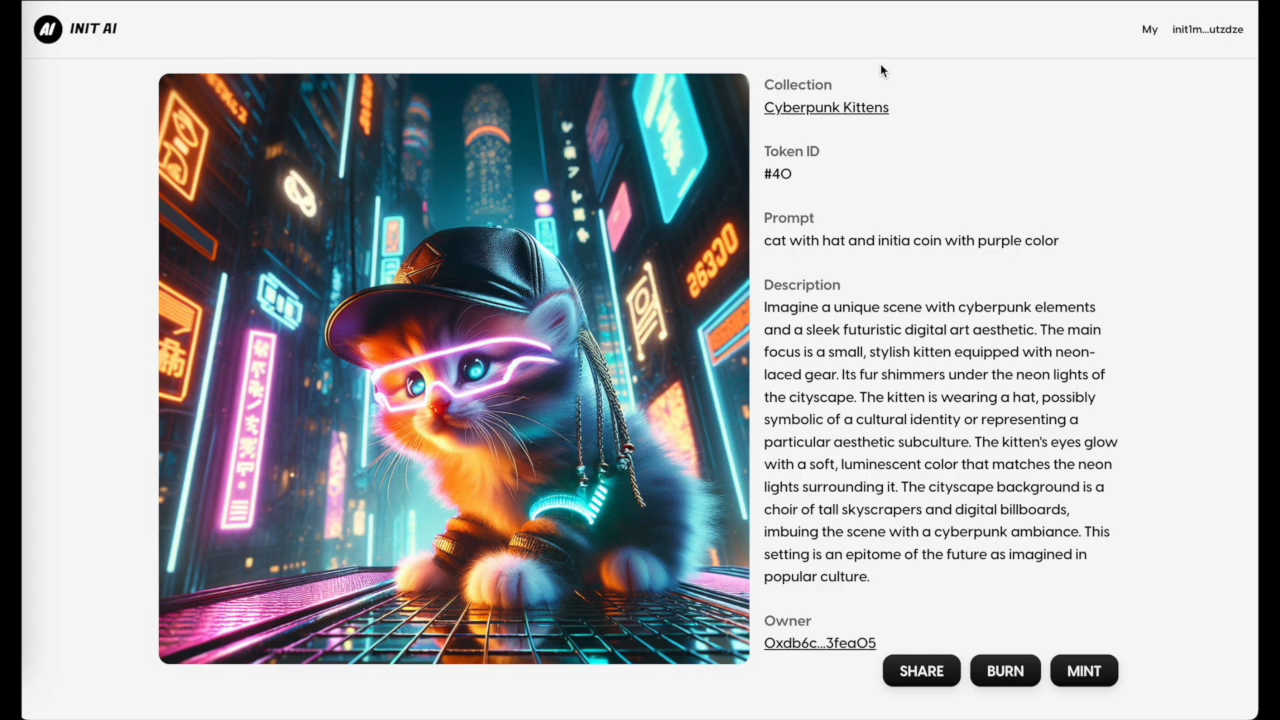 AI INIT AI
My init1m...utzdze
Collection
Cyberpunk Kittens
Token ID
#40
Prompt
cat with hat and initia coin with purple color
Description
Imagine a unique scene with cyberpunk elements
and a sleek futuristic digital art aesthetic. The main
focus is a small, stylish kitten equipped with neon-
laced gear. Its fur shimmers under the neon lights of
the cityscape. The kitten is wearing a hat, possibly
symbolic of a cultural identity or representing a
particular aesthetic subculture. The kitten's eyes glow
with a soft, luminescent color that matches the neon
lights surrounding it. The cityscape background is a
choir of tall skyscrapers and digital billboards,
imbuing the scene with a cyberpunk ambiance. This
setting is an epitome of the future as imagined in
popular culture.
Owner
0xdb6c...3fea05
SHARE BURN MINT